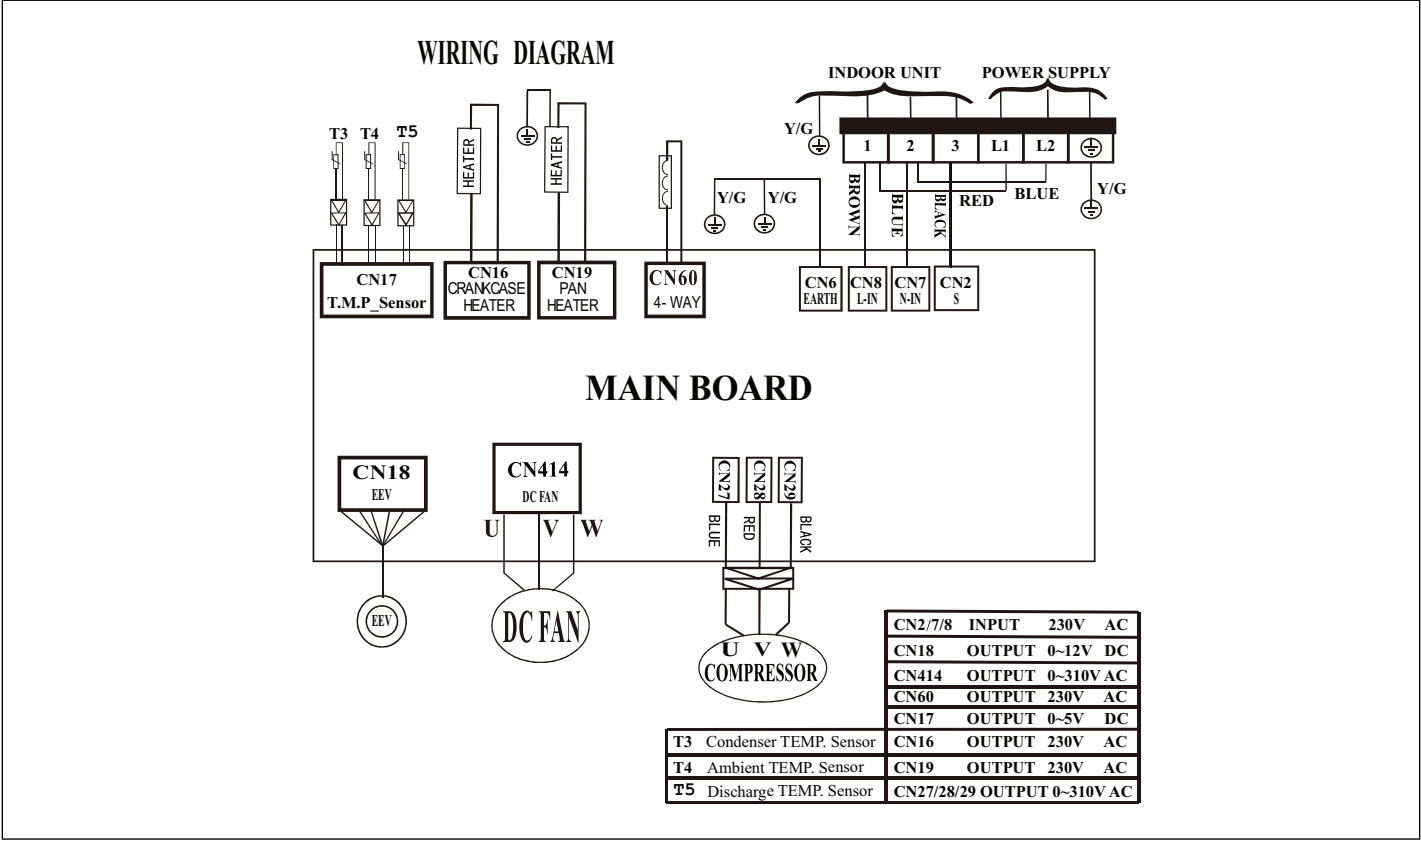 WIRING DIAGRAM
INDOOR UNIT
POWER SUPPLY
T3
T4
T5
HEATER
HEATER
Y/G
1
2
3
L1
L2
Y/G
Y/G
Y/G
BROWN
BLUE
BLACK
RED
BLUE
CN17
T.M.P_Sensor
CN16
CRANKCASE
HEATER
CN19
PAN
HEATER
CN60
4- WAY
CN6
EARTH
CN8
L-IN
CN7
N-IN
CN2
S
MAIN BOARD
CN18
EEV
CN414
DC FAN
CN27
CN28
CN29
U
V
W
BLUE
RED
BLACK
EEV
DC FAN
U V W
COMPRESSOR
CN2/7/8 INPUT 230V AC
CN18 OUTPUT 0~12V DC
CN414 OUTPUT 0~310V AC
CN60 OUTPUT 230V AC
CN17 OUTPUT 0~5V DC
T3 Condenser TEMP. Sensor CN16 OUTPUT 230V AC
T4 Ambient TEMP. Sensor CN19 OUTPUT 230V AC
T5 Discharge TEMP. Sensor CN27/28/29 OUTPUT 0~310V AC